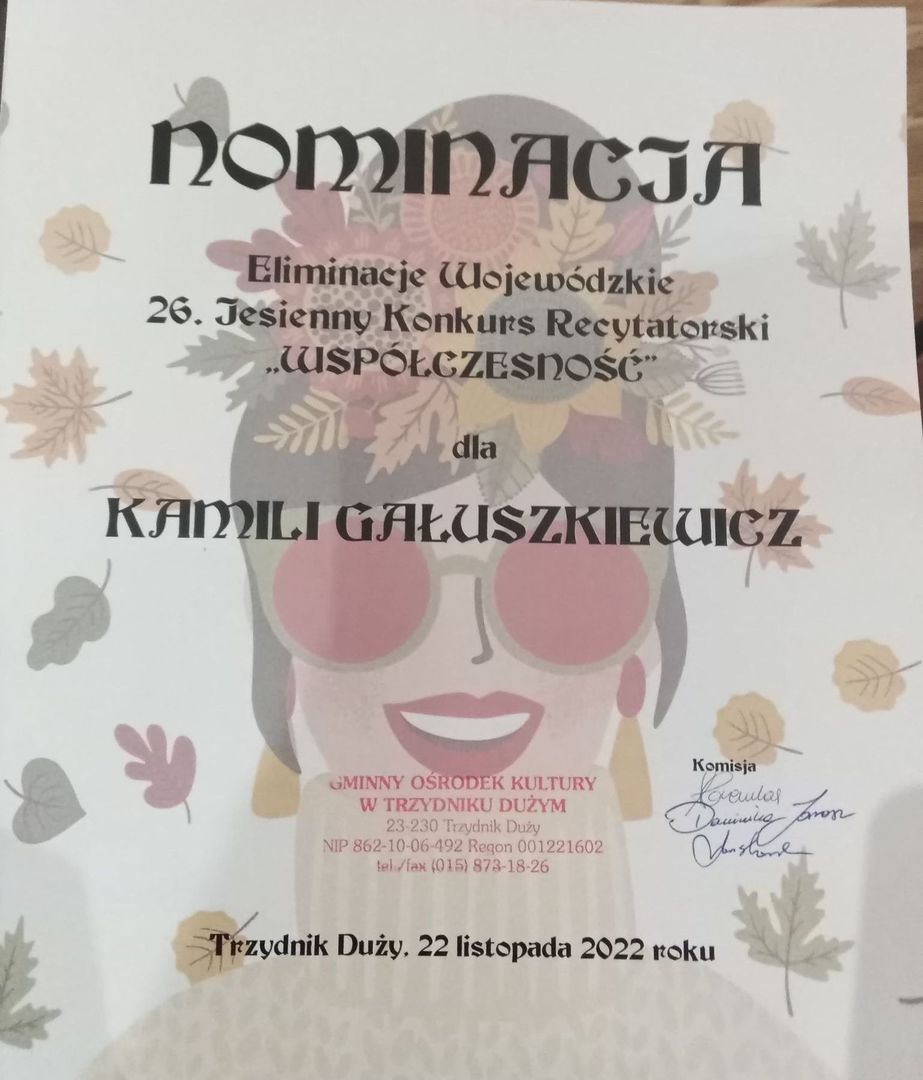 NOMINACJA
Eliminacje Wojewódzkie
26. Jesienny Konkurs Recytatorski
„WSPÓŁCZESNOŚĆ”
dla
KAMILI GAŁUSZKIEWICZ
Komisja
GMINNY OŚRODEK KULTURY
W TRZYDNIKU DUŻYM
23-230 Trzydnik Duży
NIP 862-10-06-492 Regon 001221602
tel./fax (015) 873-18-26
Trzydnik Duży, 22 listopada 2022 roku